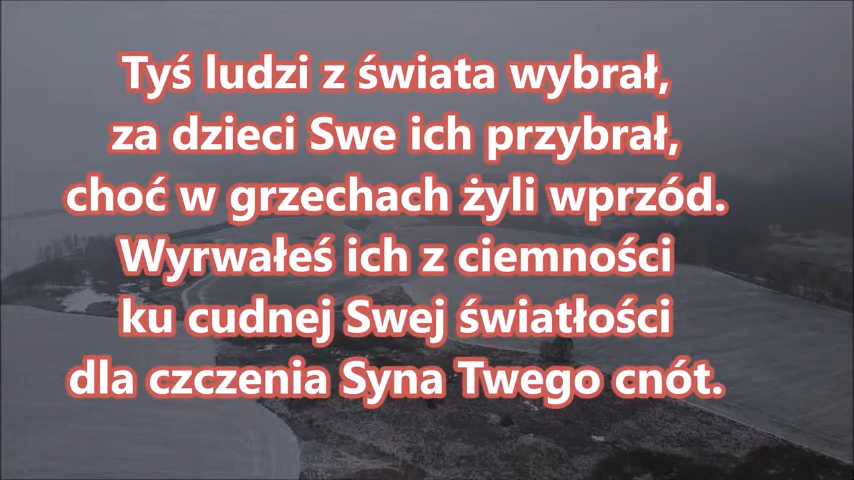 Tyś ludzi z świata wybrał,
za dzieci Swe ich przybrał,
choć w grzechach żyli wprzód.
Wyrwałeś ich z ciemności
ku cudnej Swej światłości
dla czczenia Syna Twego cnót.